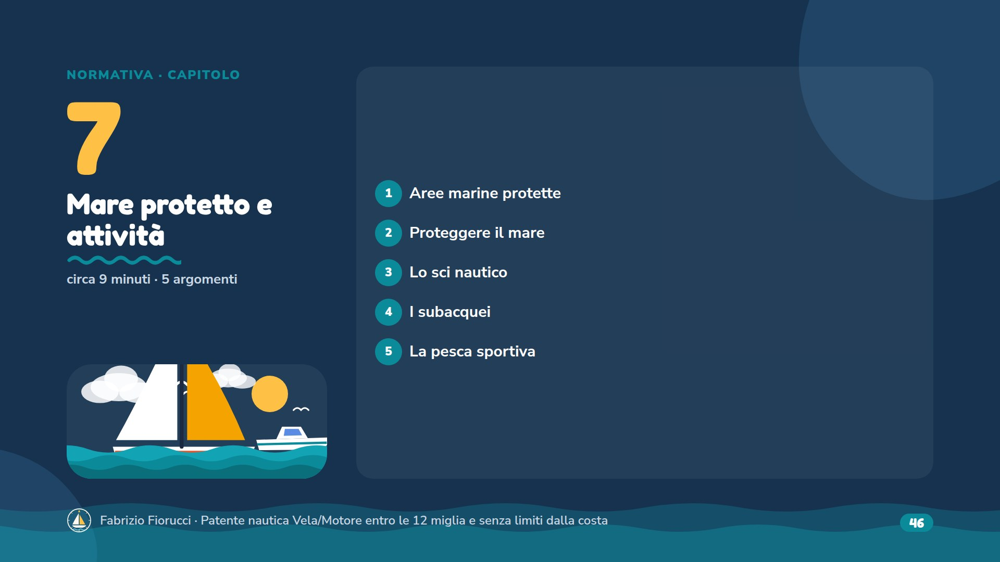 NORMATIVA · CAPITOLO
7
Mare protetto e
attività
circa 9 minuti · 5 argomenti
1 Aree marine protette
2 Proteggere il mare
3 Lo sci nautico
4 I subacquei
5 La pesca sportiva
Fabrizio Fiorucci · Patente nautica Vela/Motore entro le 12 miglia e senza limiti dalla costa
46